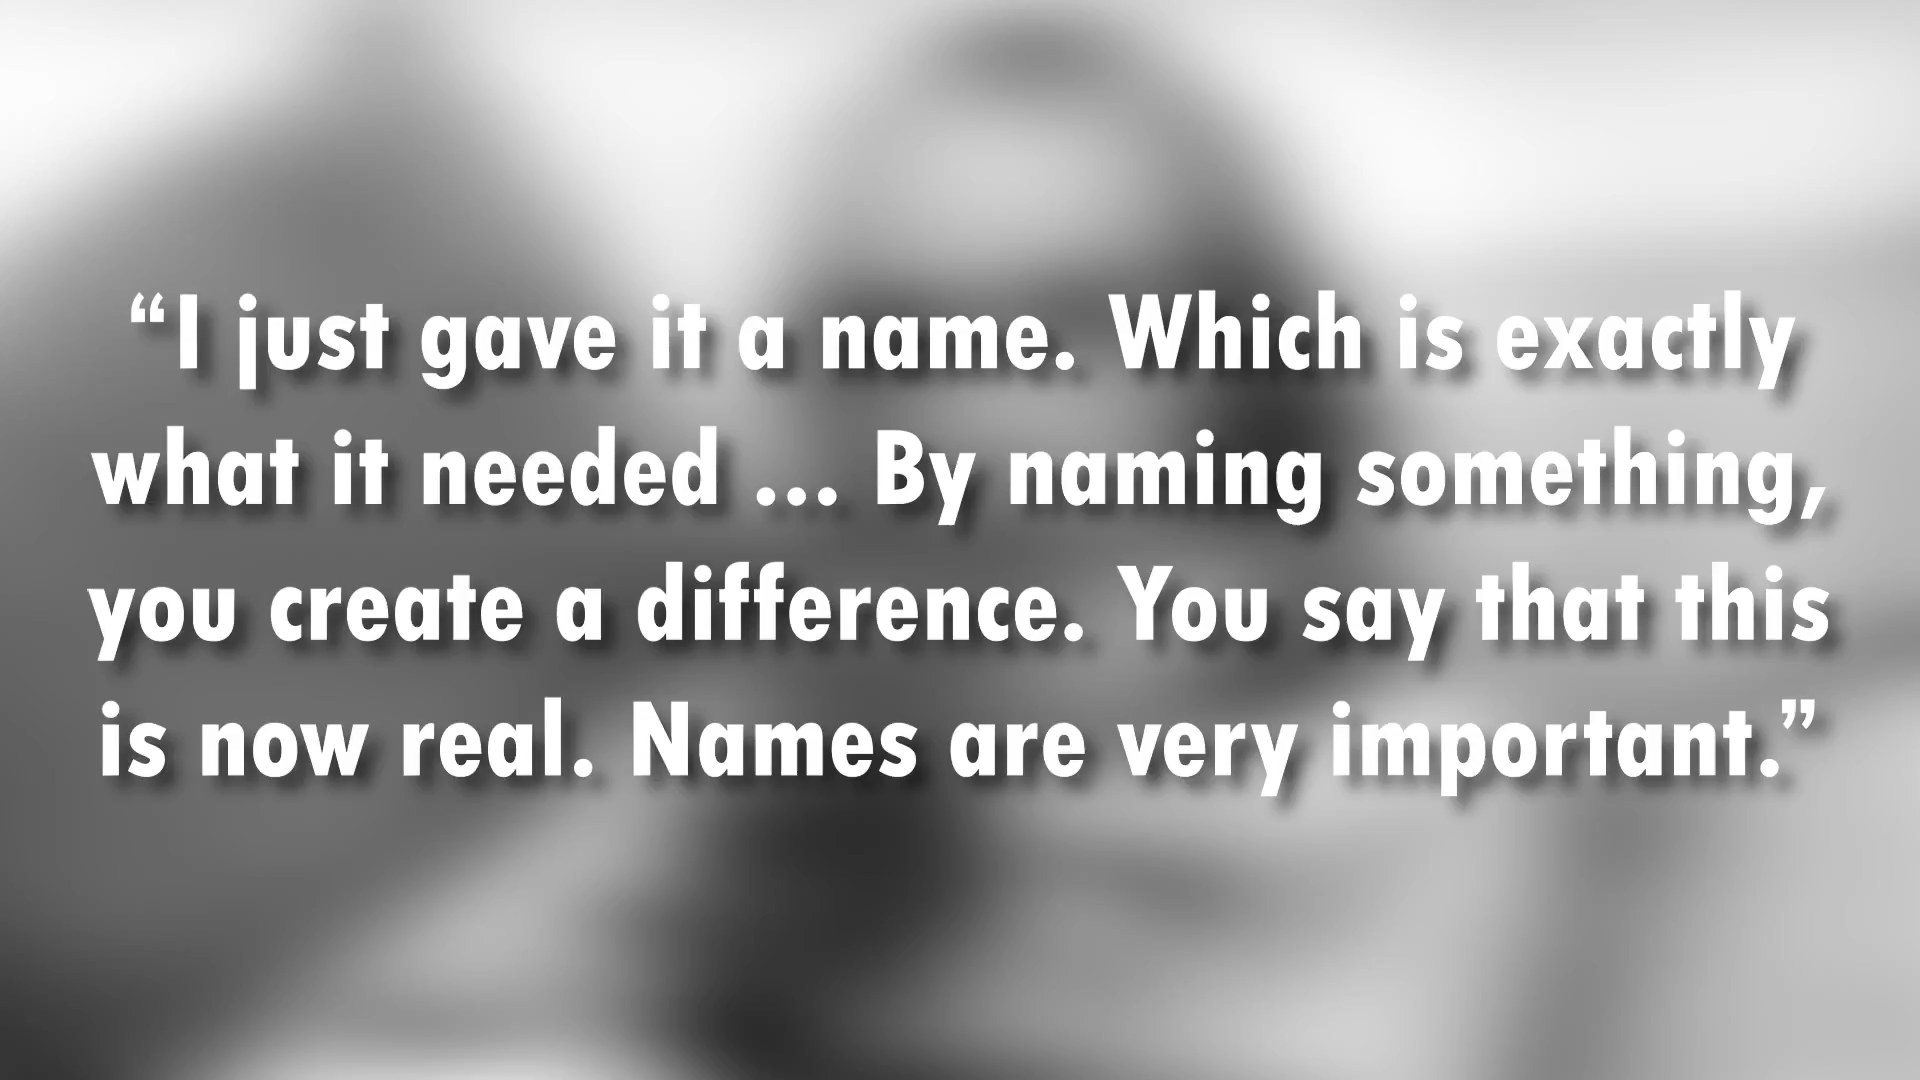 “I just gave it a name. Which is exactly
what it needed ... By naming something,
you create a difference. You say that this
is now real. Names are very important.”